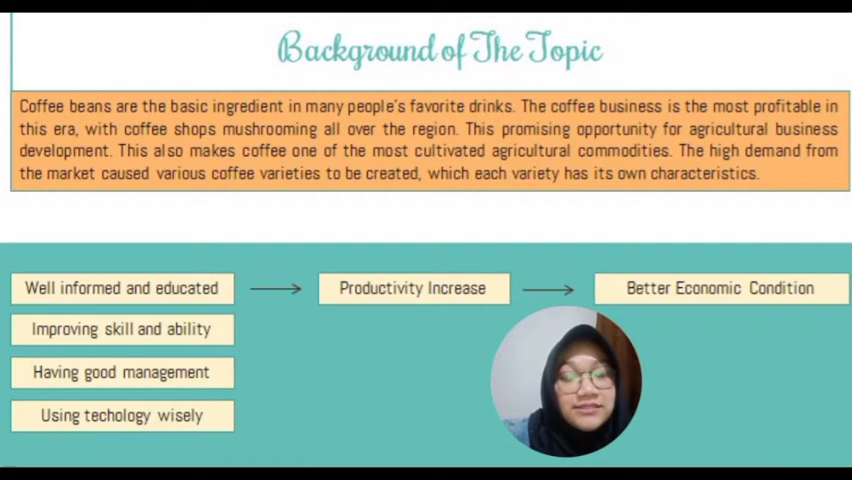 Background of The Topic
Coffee beans are the basic ingredient in many people's favorite drinks. The coffee business is the most profitable in
this era, with coffee shops mushrooming all over the region. This promising opportunity for agricultural business
development. This also makes coffee one of the most cultivated agricultural commodities. The high demand from
the market caused various coffee varieties to be created, which each variety has its own characteristics.
Well informed and educated
Productivity Increase
Better Economic Condition
Improving skill and ability
Having good management
Using techology wisely